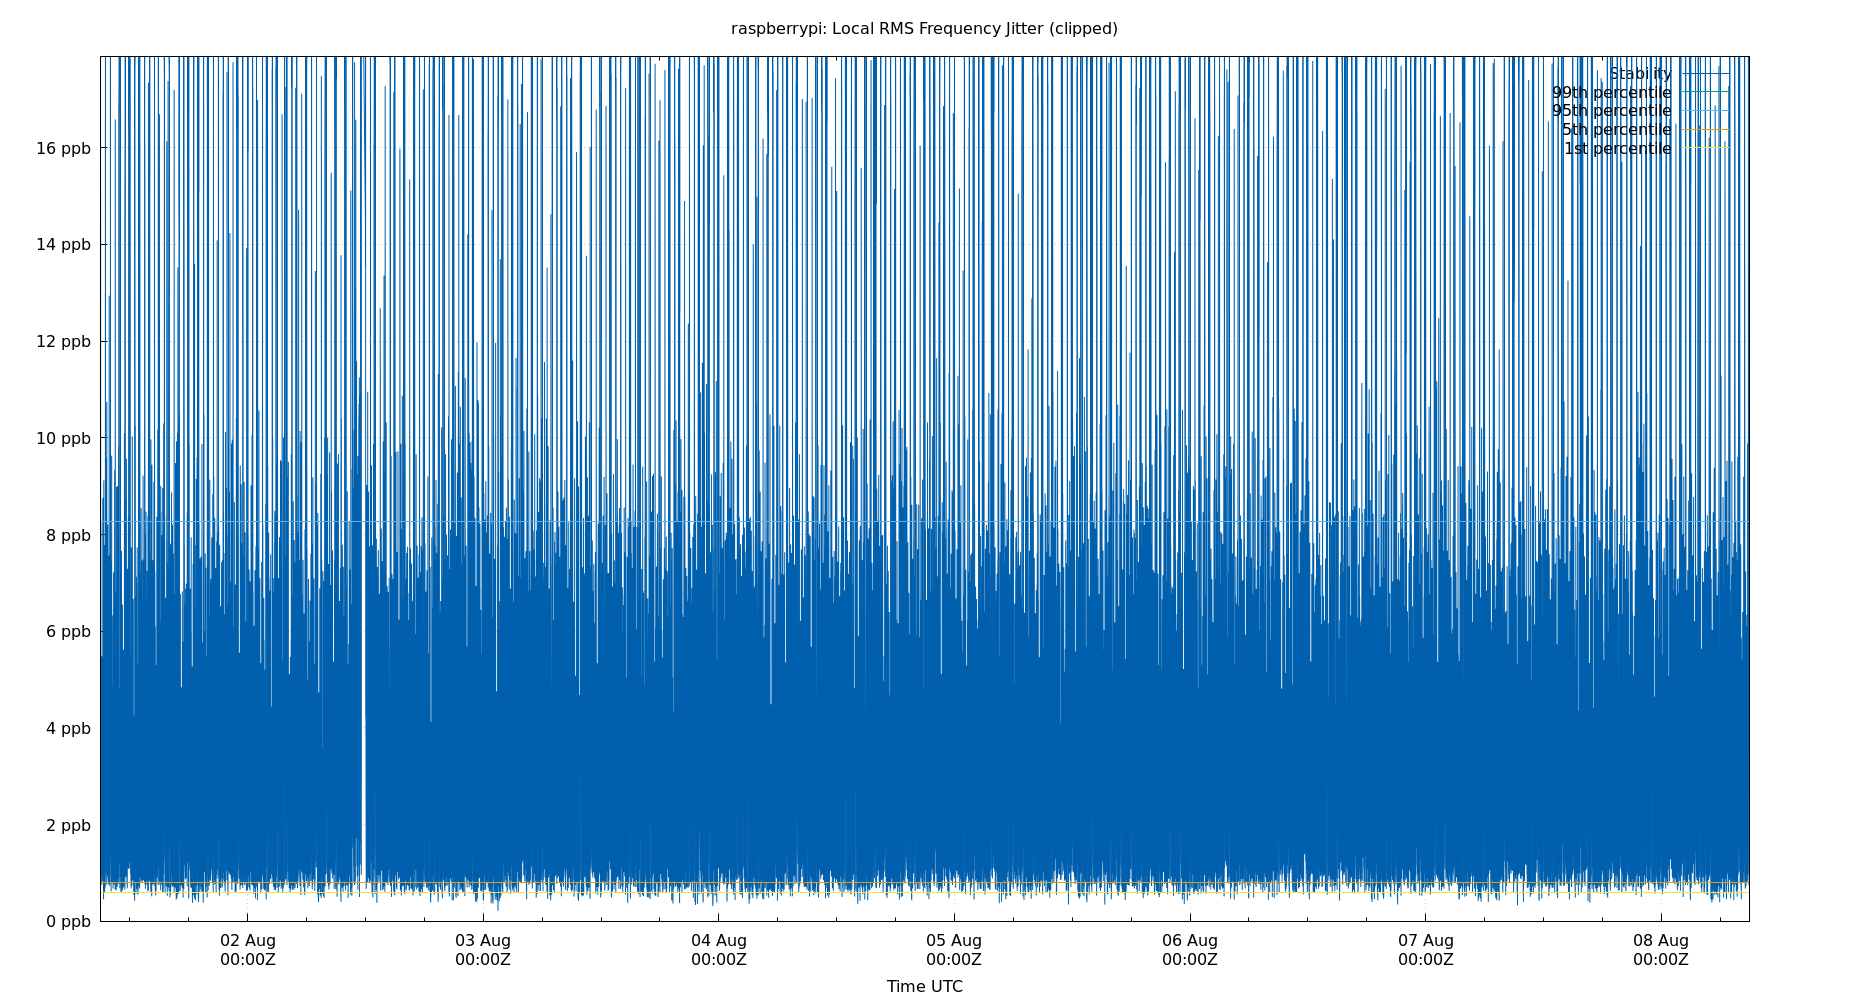 raspberrypi: Local RMS Frequency Jitter (clipped)
Stability
99th percentile
95th percentile
5th percentile
1st percentile
16 ppb
14 ppb
12 ppb
10 ppb
8 ppb
6 ppb
4 ppb
2 ppb
0 ppb
02 Aug
00:00Z
03 Aug
00:00Z
04 Aug
00:00Z
05 Aug
00:00Z
06 Aug
00:00Z
07 Aug
00:00Z
08 Aug
00:00Z
Time UTC